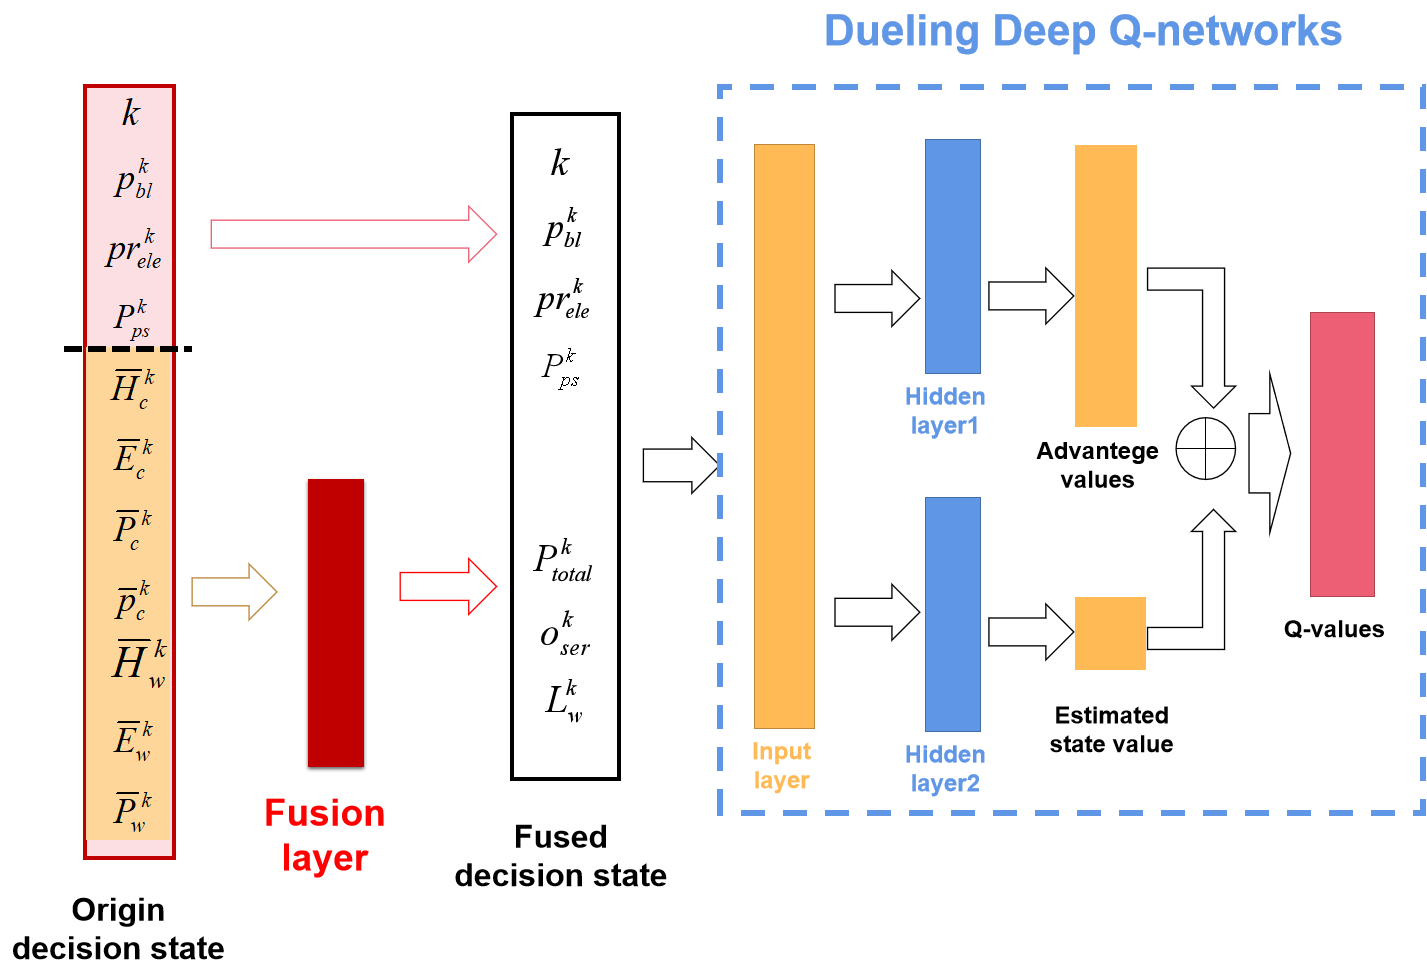 Dueling Deep Q-networks
k
p_{bl}^{k}
pr_{ele}^{k}
P_{ps}^{k}
\overline{H}_{c}^{k}
\overline{E}_{c}^{k}
\overline{P}_{c}^{k}
\overline{p}_{c}^{k}
\overline{H}_{w}^{k}
\overline{E}_{w}^{k}
\overline{P}_{w}^{k}
Origin
decision state
Fusion
layer
k
p_{bl}^{k}
pr_{ele}^{k}
P_{ps}^{k}
P_{total}^{k}
o_{ser}^{k}
L_{w}^{k}
Fused
decision state
Input
layer
Hidden
layer1
Hidden
layer2
Advantege
values
Estimated
state value
Q-values